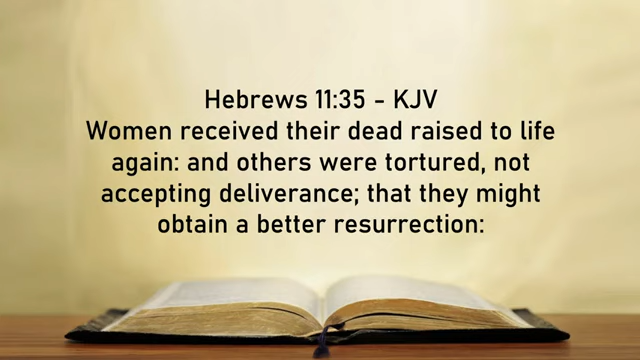 Hebrews 11:35 - KJV
Women received their dead raised to life
again: and others were tortured, not
accepting deliverance; that they might
obtain a better resurrection: